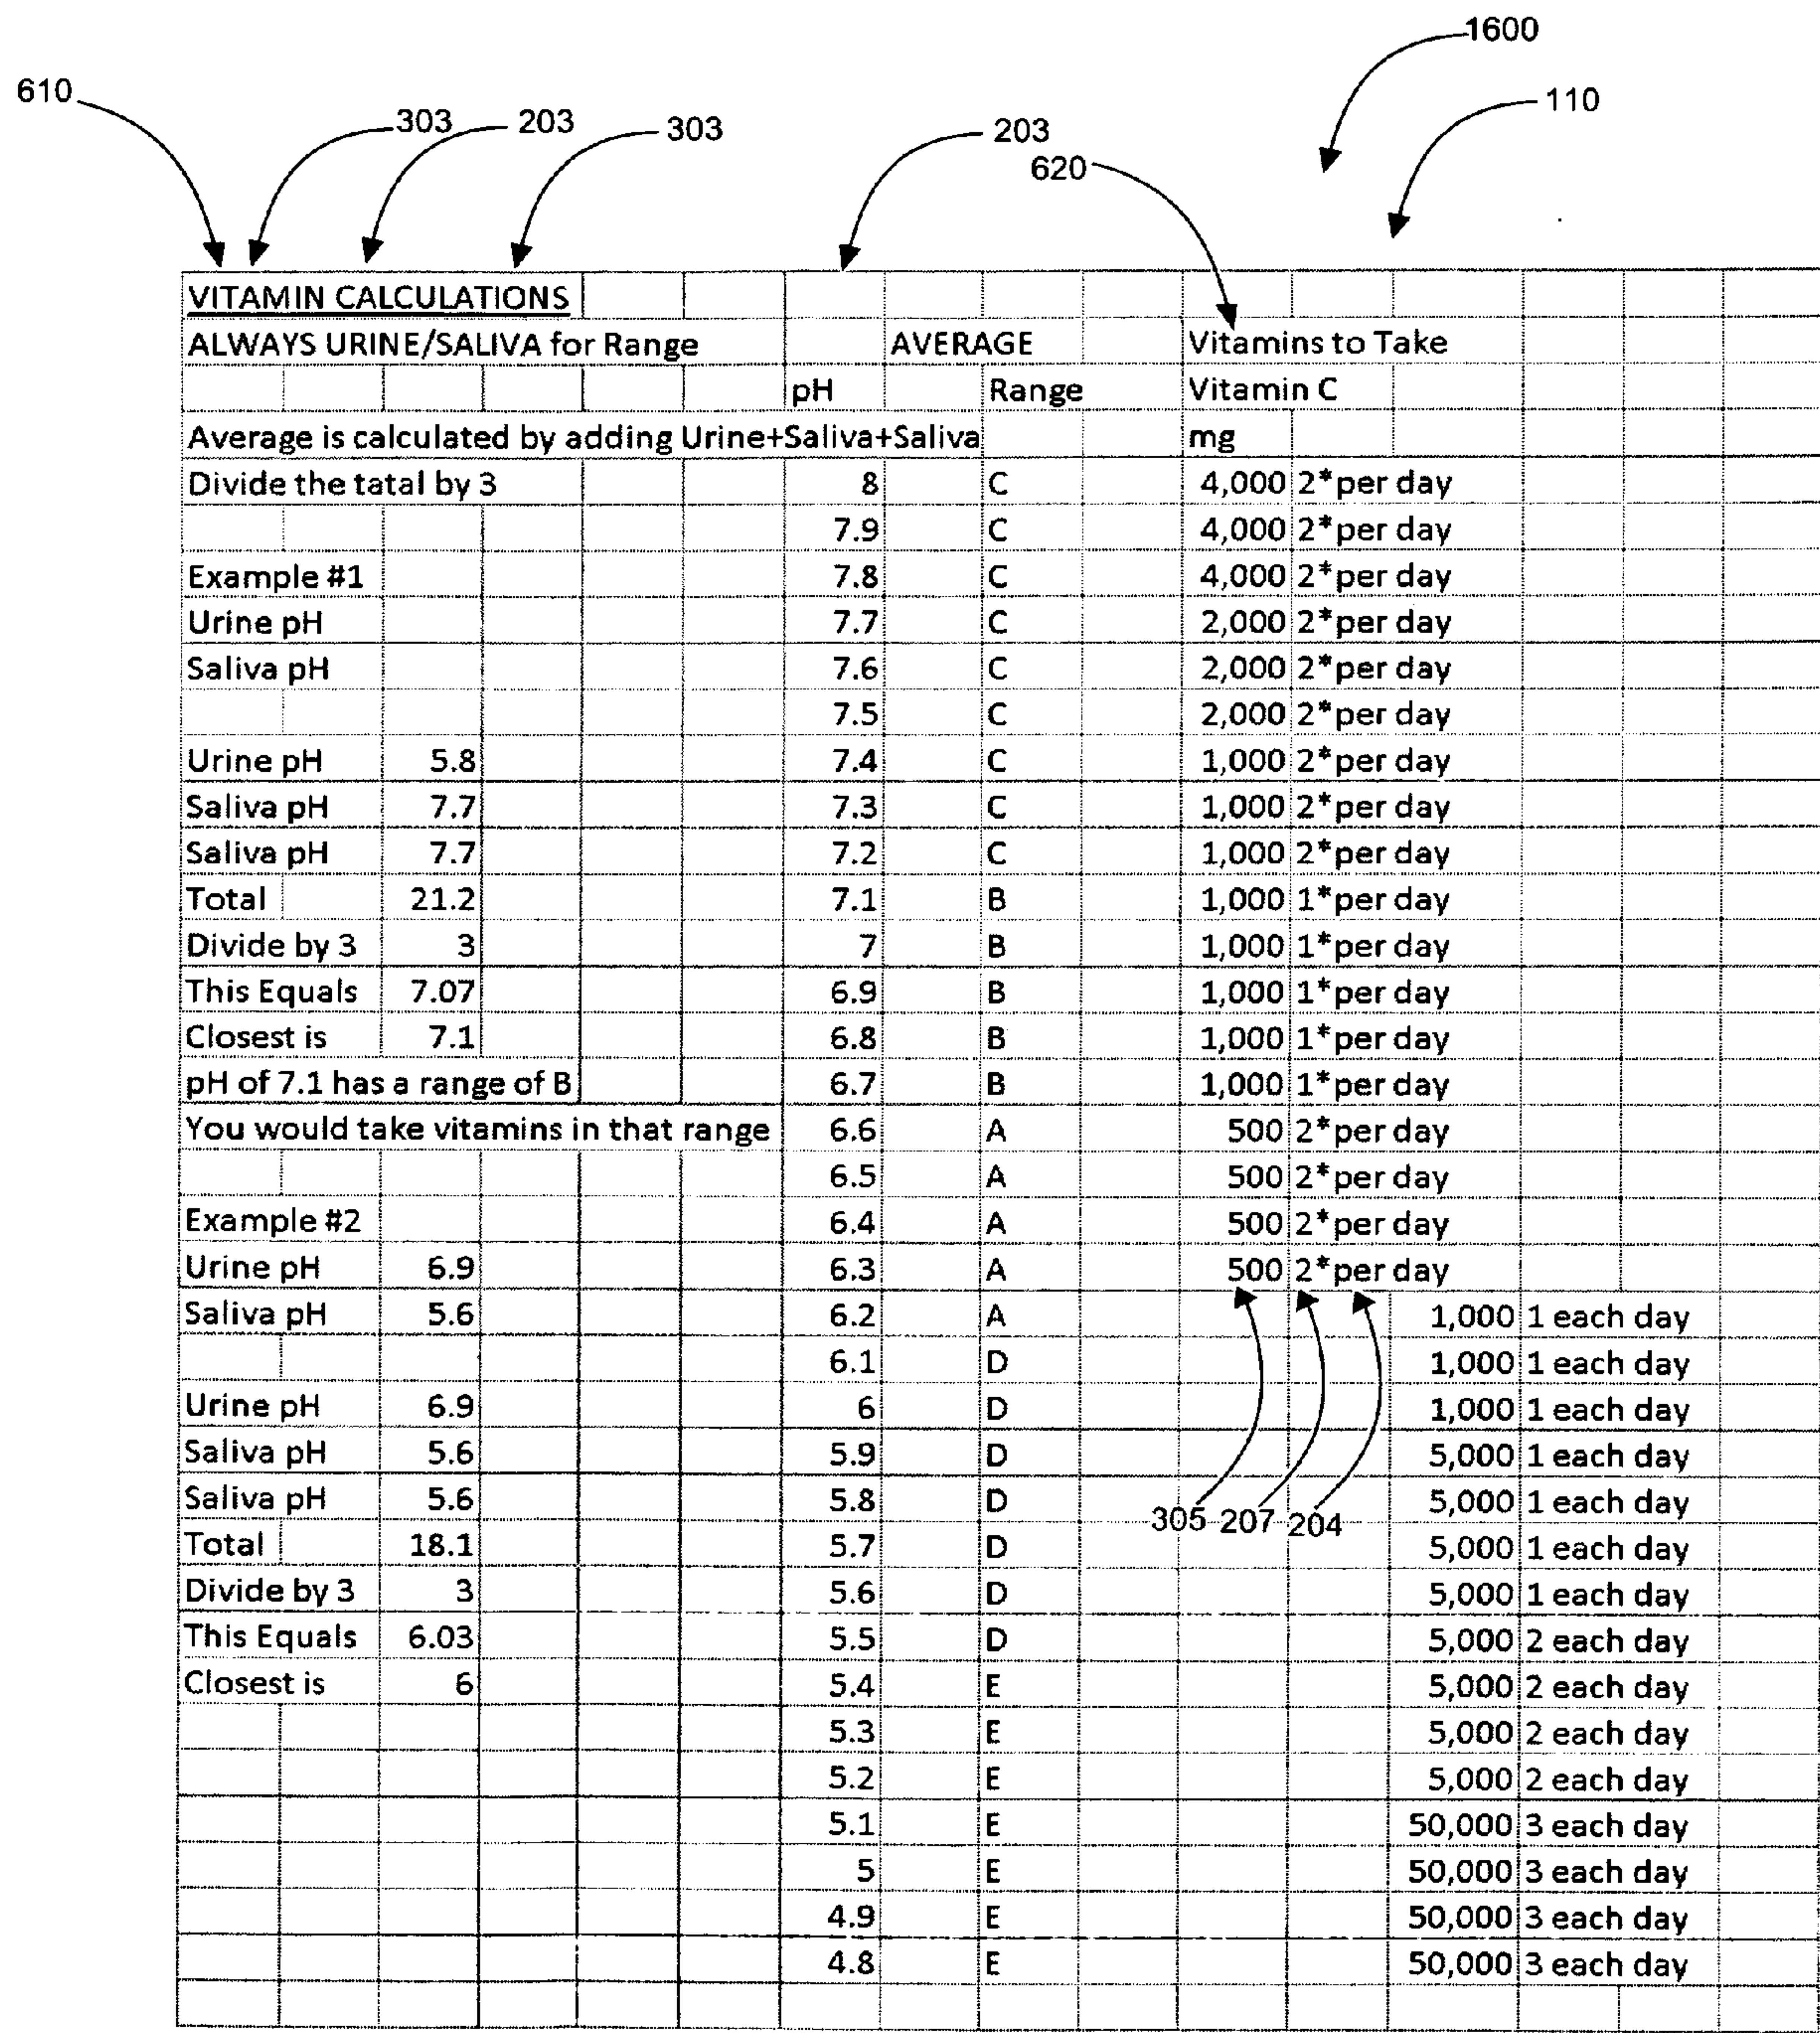 1600
610
110
303 203 303 203
620
VITAMIN CALCULATIONS
ALWAYS URINE/SALIVA for Range AVERAGE Vitamins to Take
pH Range Vitamin C
Average is calculated by adding Urine+Saliva+Saliva mg
Divide the tatal by 3 8 C 4,000 2*per day
7.9 C 4,000 2*per day
Example #1 7.8 C 4,000 2*per day
Urine pH 7.7 C 2,000 2*per day
Saliva pH 7.6 C 2,000 2*per day
7.5 C 2,000 2*per day
Urine pH 5.8 7.4 C 1,000 2*per day
Saliva pH 7.7 7.3 C 1,000 2*per day
Saliva pH 7.7 7.2 C 1,000 2*per day
Total 21.2 7.1 B 1,000 1*per day
Divide by 3 3 7 B 1,000 1*per day
This Equals 7.07 6.9 B 1,000 1*per day
Closest is 7.1 6.8 B 1,000 1*per day
pH of 7.1 has a range of B 6.7 B 1,000 1*per day
You would take vitamins in that range 6.6 A 500 2*per day
6.5 A 500 2*per day
Example #2 6.4 A 500 2*per day
Urine pH 6.9 6.3 A 500 2*per day
Saliva pH 5.6 6.2 A 1,000 1 each day
6.1 D 1,000 1 each day
Urine pH 6.9 6 D 1,000 1 each day
Saliva pH 5.6 5.9 D 5,000 1 each day
Saliva pH 5.6 5.8 D 5,000 1 each day
305 207 204
Total 18.1 5.7 D 5,000 1 each day
Divide by 3 3 5.6 D 5,000 1 each day
This Equals 6.03 5.5 D 5,000 2 each day
Closest is 6 5.4 E 5,000 2 each day
5.3 E 5,000 2 each day
5.2 E 5,000 2 each day
5.1 E 50,000 3 each day
5 E 50,000 3 each day
4.9 E 50,000 3 each day
4.8 E 50,000 3 each day